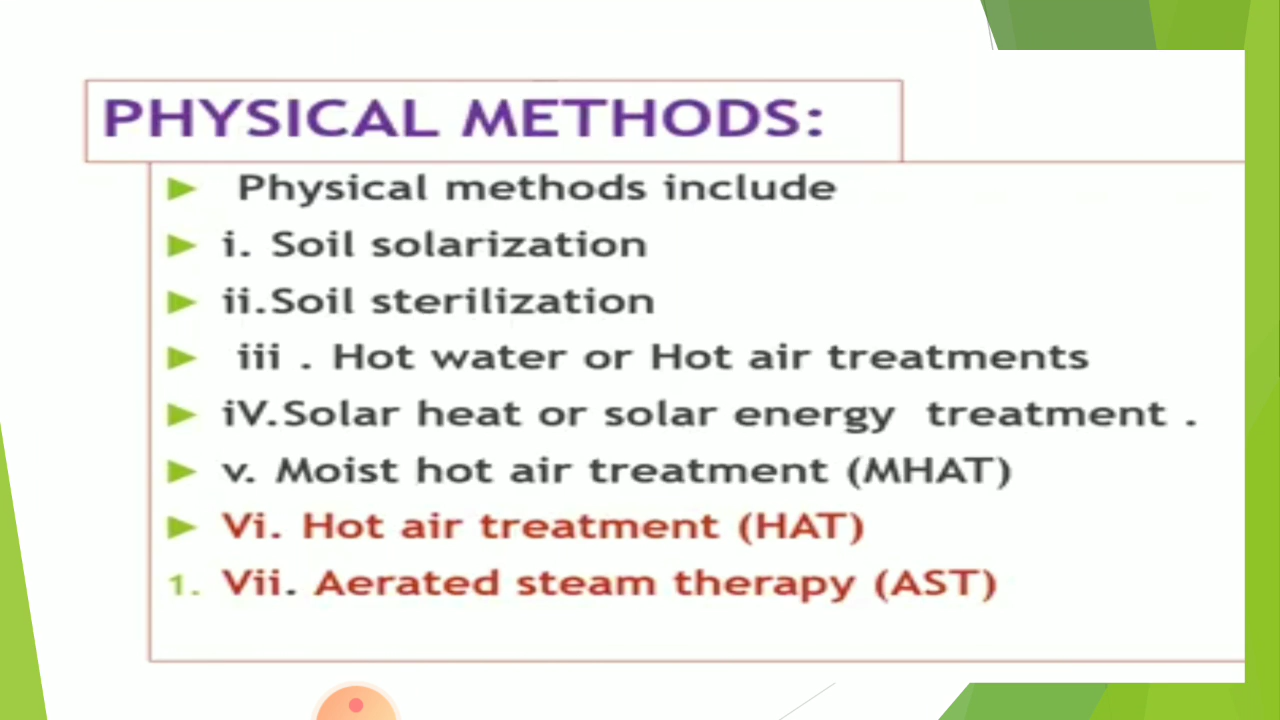 PHYSICAL METHODS:
Physical methods include
i. Soil solarization
ii.Soil sterilization
iii . Hot water or Hot air treatments
iV.Solar heat or solar energy treatment .
v. Moist hot air treatment (MHAT)
Vi. Hot air treatment (HAT)
1. Vii. Aerated steam therapy (AST)